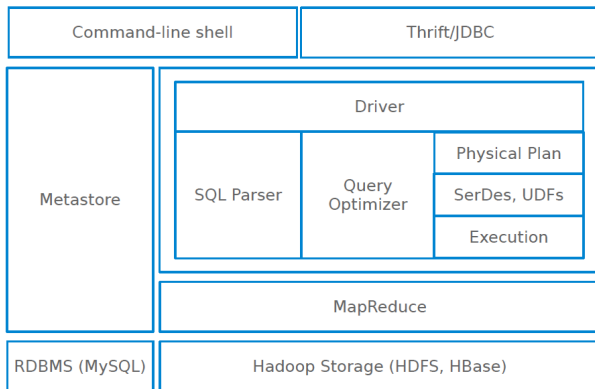 Command-line shell
Thrift/JDBC
Metastore
Driver
SQL Parser
Query
Optimizer
Physical Plan
SerDes, UDFs
Execution
MapReduce
RDBMS (MySQL)
Hadoop Storage (HDFS, HBase)